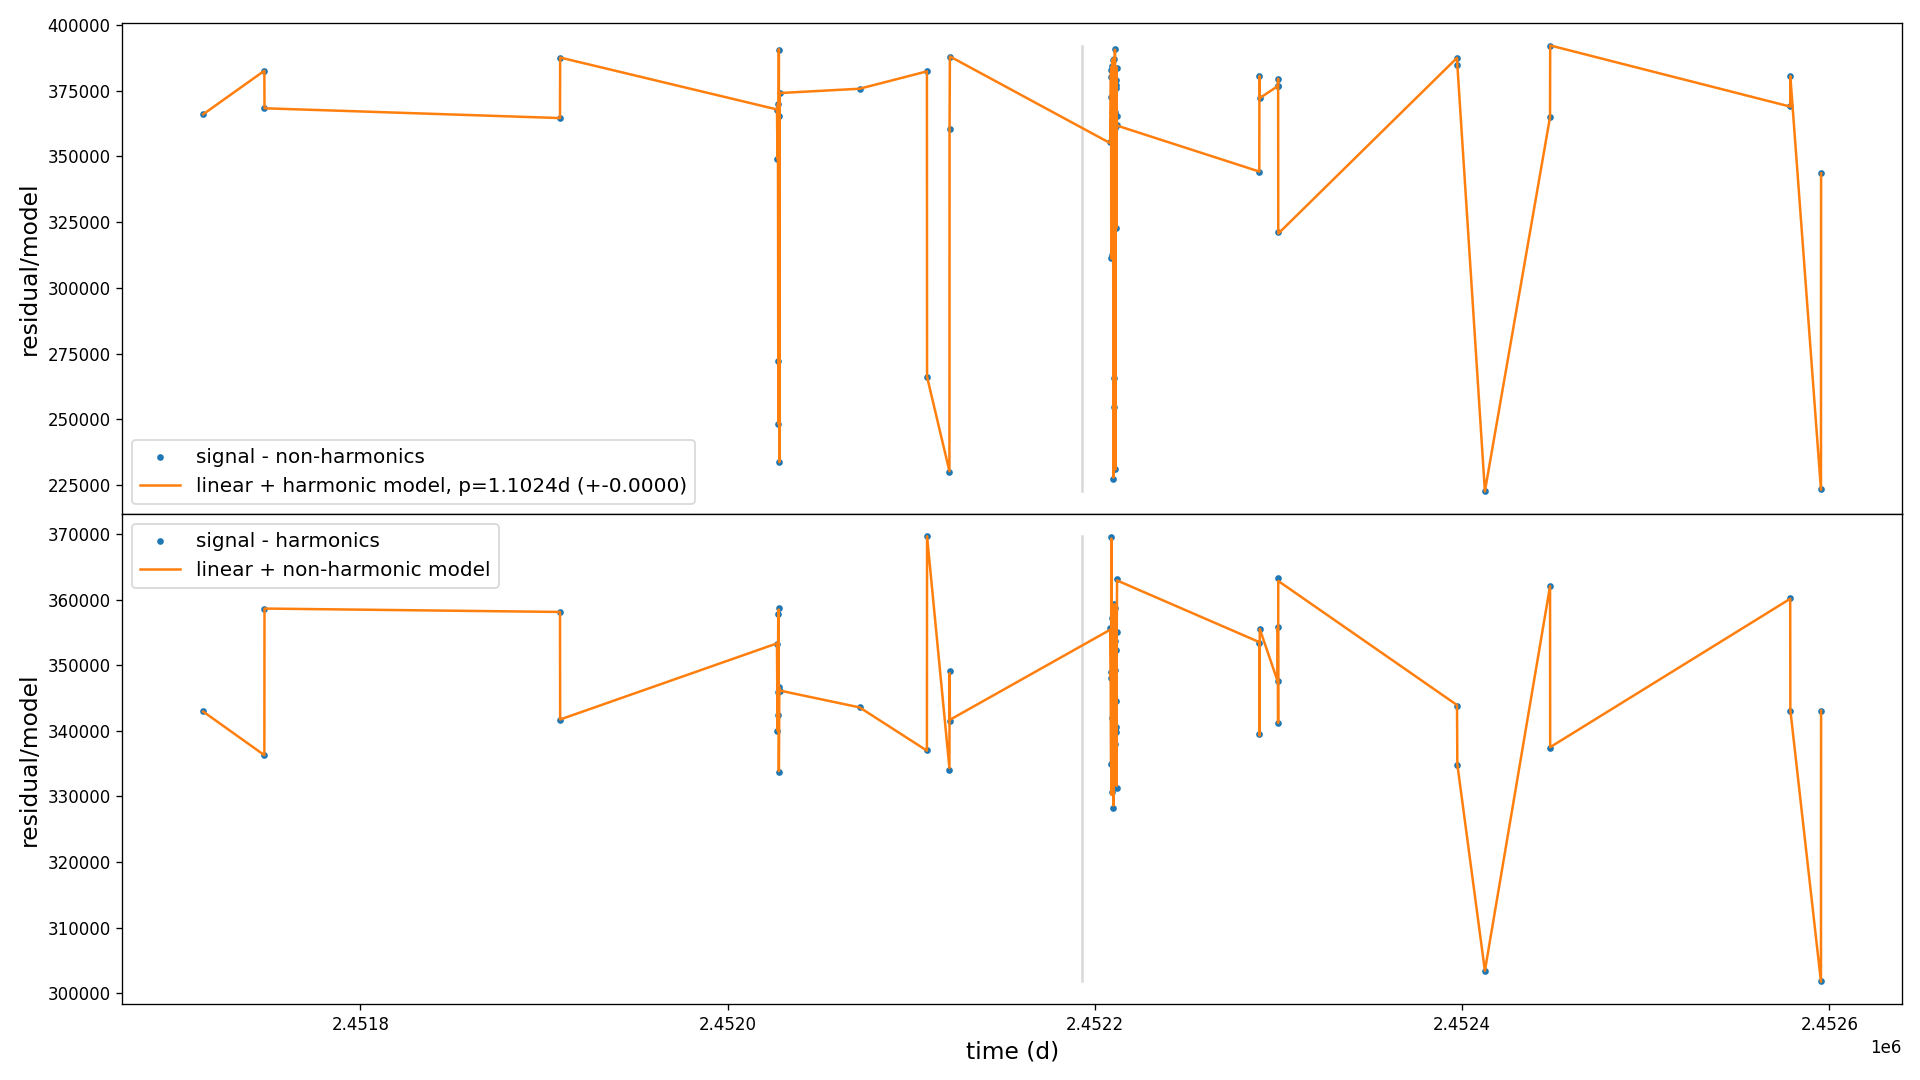 400000
375000
350000
325000
300000
275000
250000
225000
residual/model
signal - non-harmonics
linear + harmonic model, p=1.1024d (+-0.0000)
370000
360000
350000
340000
330000
320000
310000
300000
residual/model
signal - harmonics
linear + non-harmonic model
2.4518 2.4520 2.4522 2.4524 2.4526
1e6
time (d)